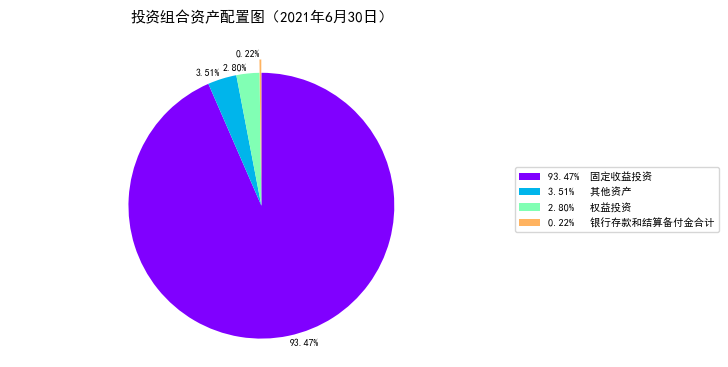 投资组合资产配置图（2021年6月30日）
0.22%
2.80%
3.51%
93.47%
93.47% 固定收益投资
3.51% 其他资产
2.80% 权益投资
0.22% 银行存款和结算备付金合计